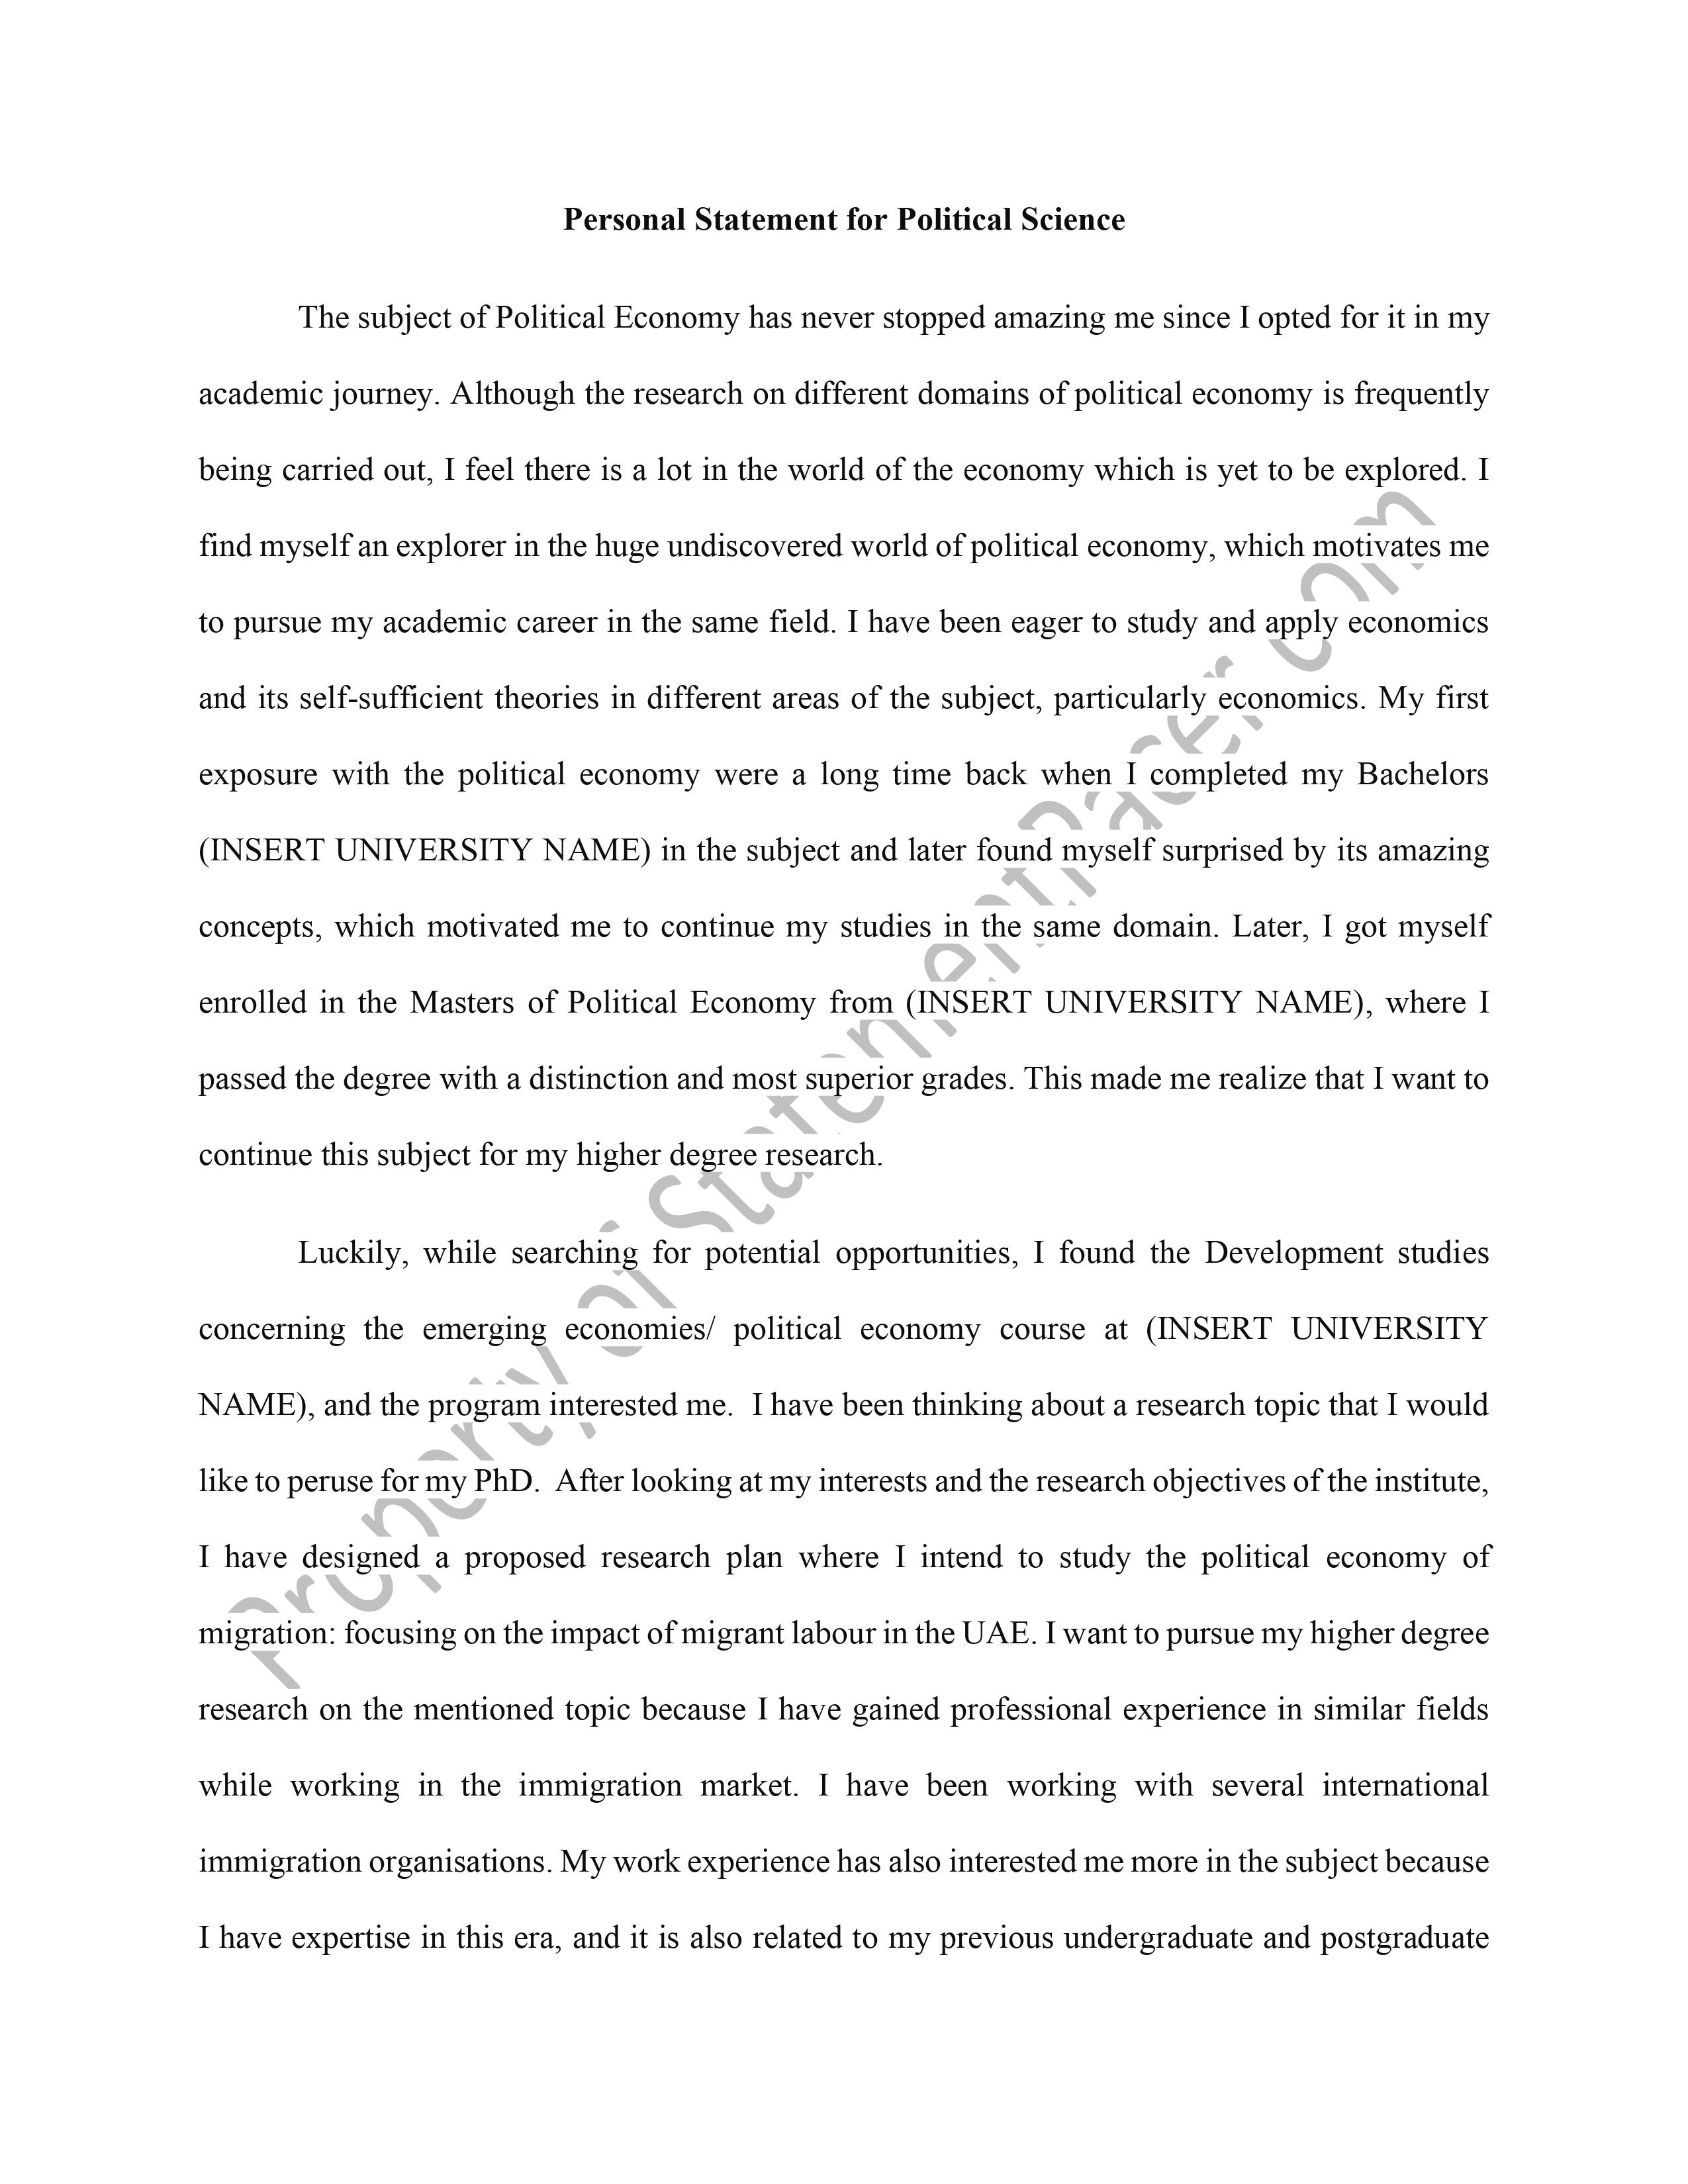 Personal Statement for Political Science
The subject of Political Economy has never stopped amazing me since I opted for it in my
academic journey. Although the research on different domains of political economy is frequently
being carried out, I feel there is a lot in the world of the economy which is yet to be explored. I
find myself an explorer in the huge undiscovered world of political economy, which motivates me
to pursue my academic career in the same field. I have been eager to study and apply economics
and its self-sufficient theories in different areas of the subject, particularly economics. My first
exposure with the political economy were a long time back when I completed my Bachelors
(INSERT UNIVERSITY NAME) in the subject and later found myself surprised by its amazing
concepts, which motivated me to continue my studies in the same domain. Later, I got myself
enrolled in the Masters of Political Economy from (INSERT UNIVERSITY NAME), where I
passed the degree with a distinction and most superior grades. This made me realize that I want to
continue this subject for my higher degree research.
Luckily, while searching for potential opportunities, I found the Development studies
concerning the emerging economies/ political economy course at (INSERT UNIVERSITY
NAME), and the program interested me.  I have been thinking about a research topic that I would
like to peruse for my PhD.  After looking at my interests and the research objectives of the institute,
I have designed a proposed research plan where I intend to study the political economy of
migration: focusing on the impact of migrant labour in the UAE. I want to pursue my higher degree
research on the mentioned topic because I have gained professional experience in similar fields
while working in the immigration market. I have been working with several international
immigration organisations. My work experience has also interested me more in the subject because
I have expertise in this era, and it is also related to my previous undergraduate and postgraduate
Property of StatementPacer.com